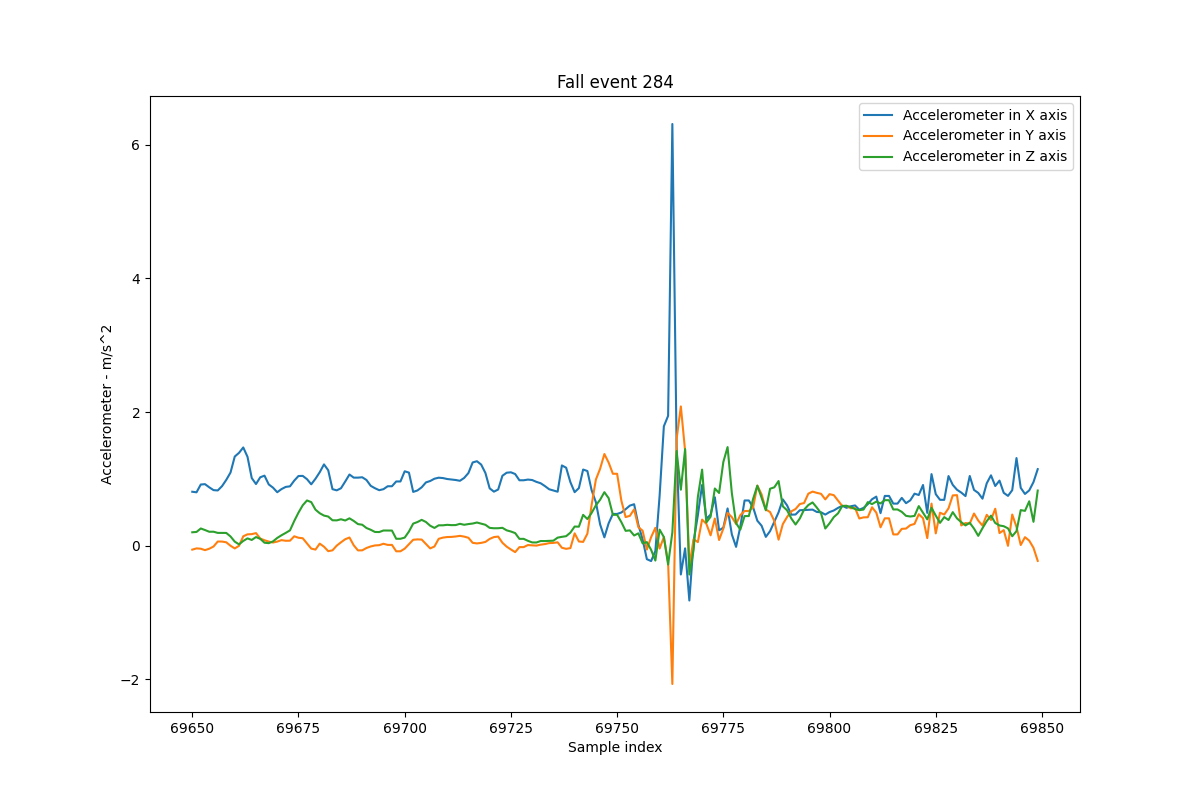 Fall event 284
Accelerometer in X axis
Accelerometer in Y axis
Accelerometer in Z axis
Accelerometer - m/s^2
6
4
2
0
−2
69650 69675 69700 69725 69750 69775 69800 69825 69850
Sample index